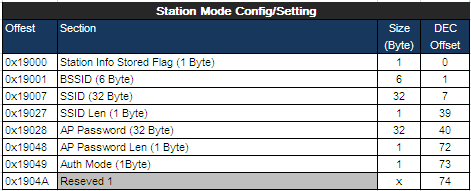 Station Mode Config/Setting
Offest Section Size (Byte) DEC Offset
0x19000 Station Info Stored Flag (1 Byte) 1 0
0x19001 BSSID (6 Byte) 6 1
0x19007 SSID (32 Byte) 32 7
0x19027 SSID Len (1 Byte) 1 39
0x19028 AP Password (32 Byte) 32 40
0x19048 AP Password Len (1 Byte) 1 72
0x19049 Auth Mode (1Byte) 1 73
0x1904A Reseved 1 x 74